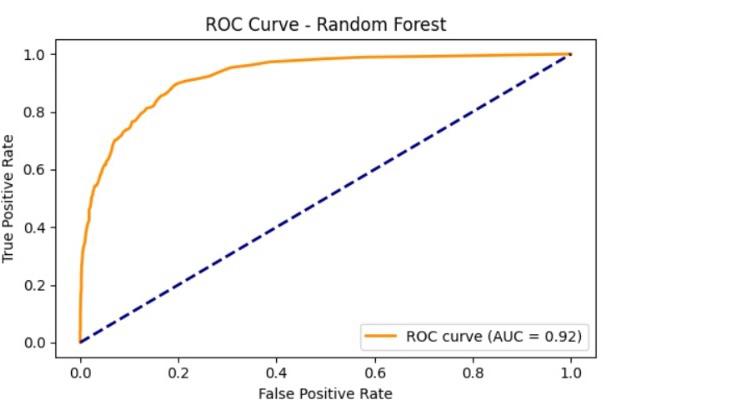 ROC Curve - Random Forest
1.0
0.8
0.6
0.4
0.2
0.0
True Positive Rate
ROC curve (AUC = 0.92)
0.0 0.2 0.4 0.6 0.8 1.0
False Positive Rate